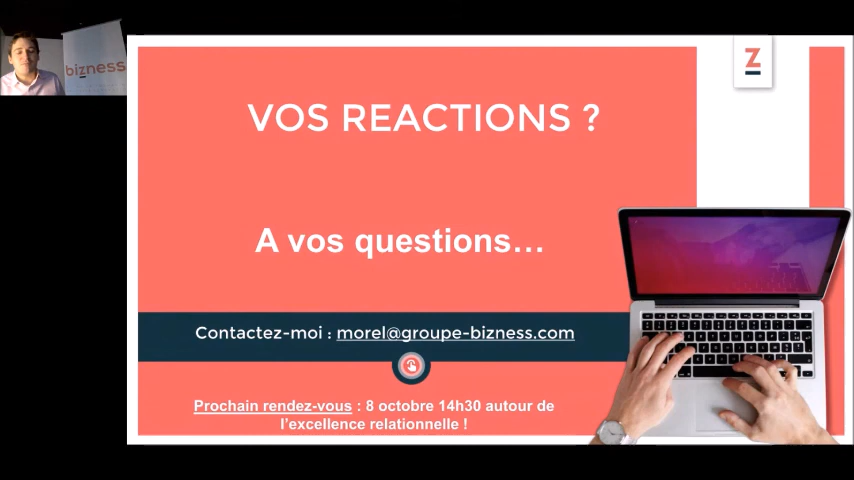 bizness
Z
VOS REACTIONS ?
A vos questions…
Contactez-moi : morel@groupe-bizness.com
Prochain rendez-vous : 8 octobre 14h30 autour de
l’excellence relationnelle !